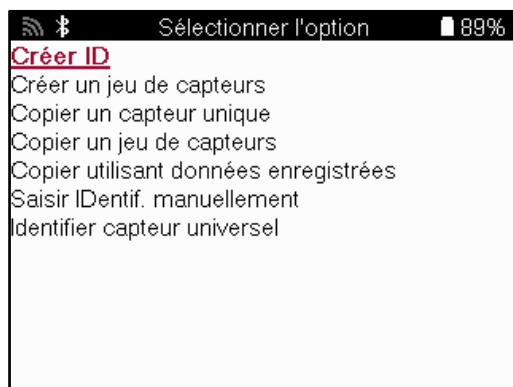 Sélectionner l'option 89%
Créer ID
Créer un jeu de capteurs
Copier un capteur unique
Copier un jeu de capteurs
Copier utilisant données enregistrées
Saisir IDentif. manuellement
Identifier capteur universel